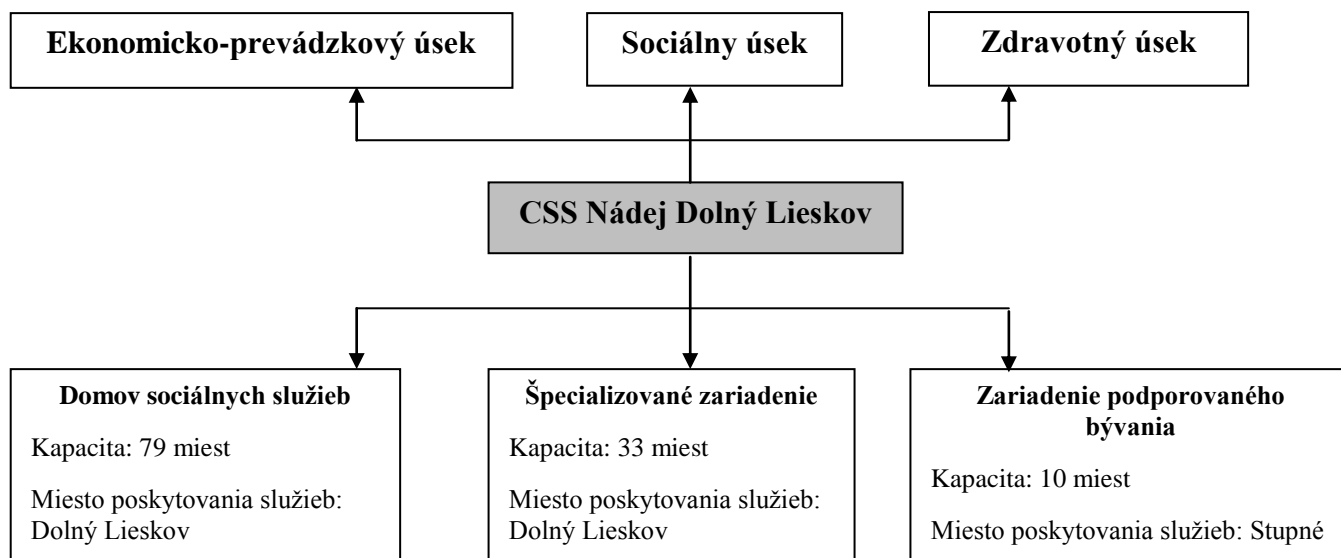 Ekonomicko-prevádzkový úsek
Sociálny úsek
Zdravotný úsek
CSS Nádej Dolný Lieskov
Domov sociálnych služieb
Kapacita: 79 miest
Miesto poskytovania služieb:
Dolný Lieskov
Špecializované zariadenie
Kapacita: 33 miest
Miesto poskytovania služieb:
Dolný Lieskov
Zariadenie podporovaného
bývania
Kapacita: 10 miest
Miesto poskytovania služieb: Stupné